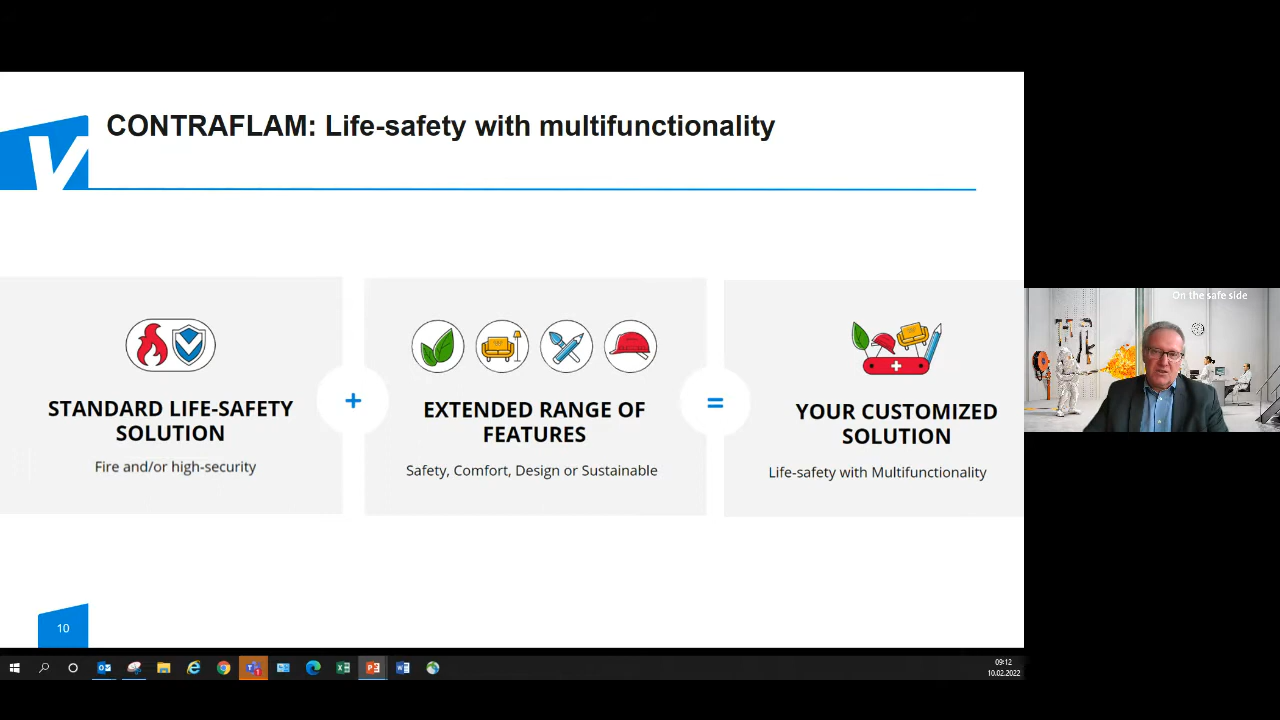 CONTRAFLAM: Life-safety with multifunctionality
V
STANDARD LIFE-SAFETY
SOLUTION
Fire and/or high-security
+
EXTENDED RANGE OF
FEATURES
Safety, Comfort, Design or Sustainable
=
YOUR CUSTOMIZED
SOLUTION
Life-safety with Multifunctionality
On the safe side
10
09:12
10.02.2022